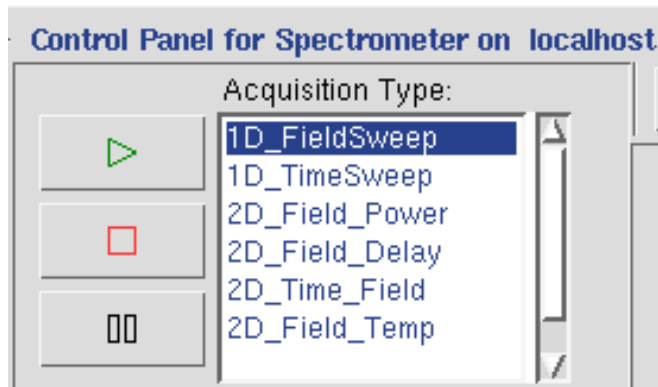 Control Panel for Spectrometer on localhost
Acquisition Type:
1D_FieldSweep
1D_TimeSweep
2D_Field_Power
2D_Field_Delay
2D_Time_Field
2D_Field_Temp